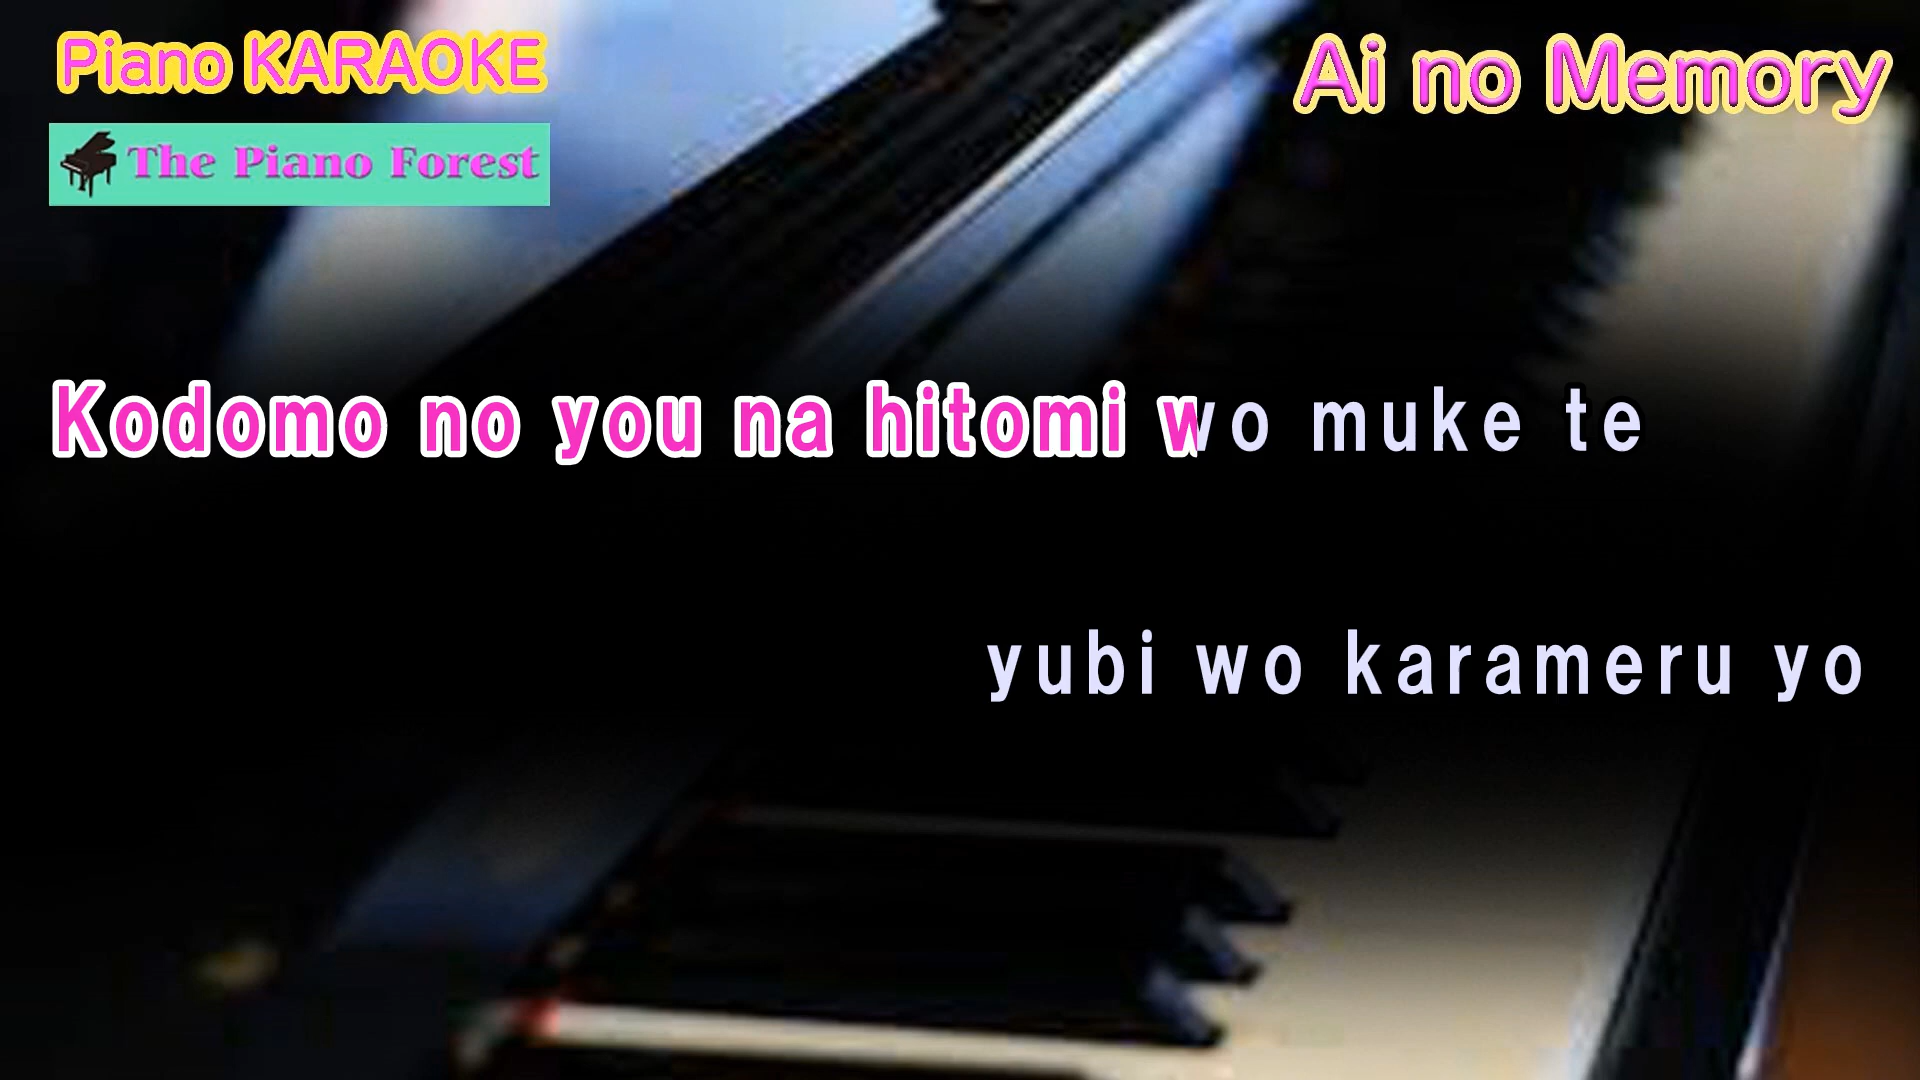 Piano KARAOKE
Ai no Memory
The Piano Forest
Kodomo no you na hitomi wo muke te
yubi wo karameru yo